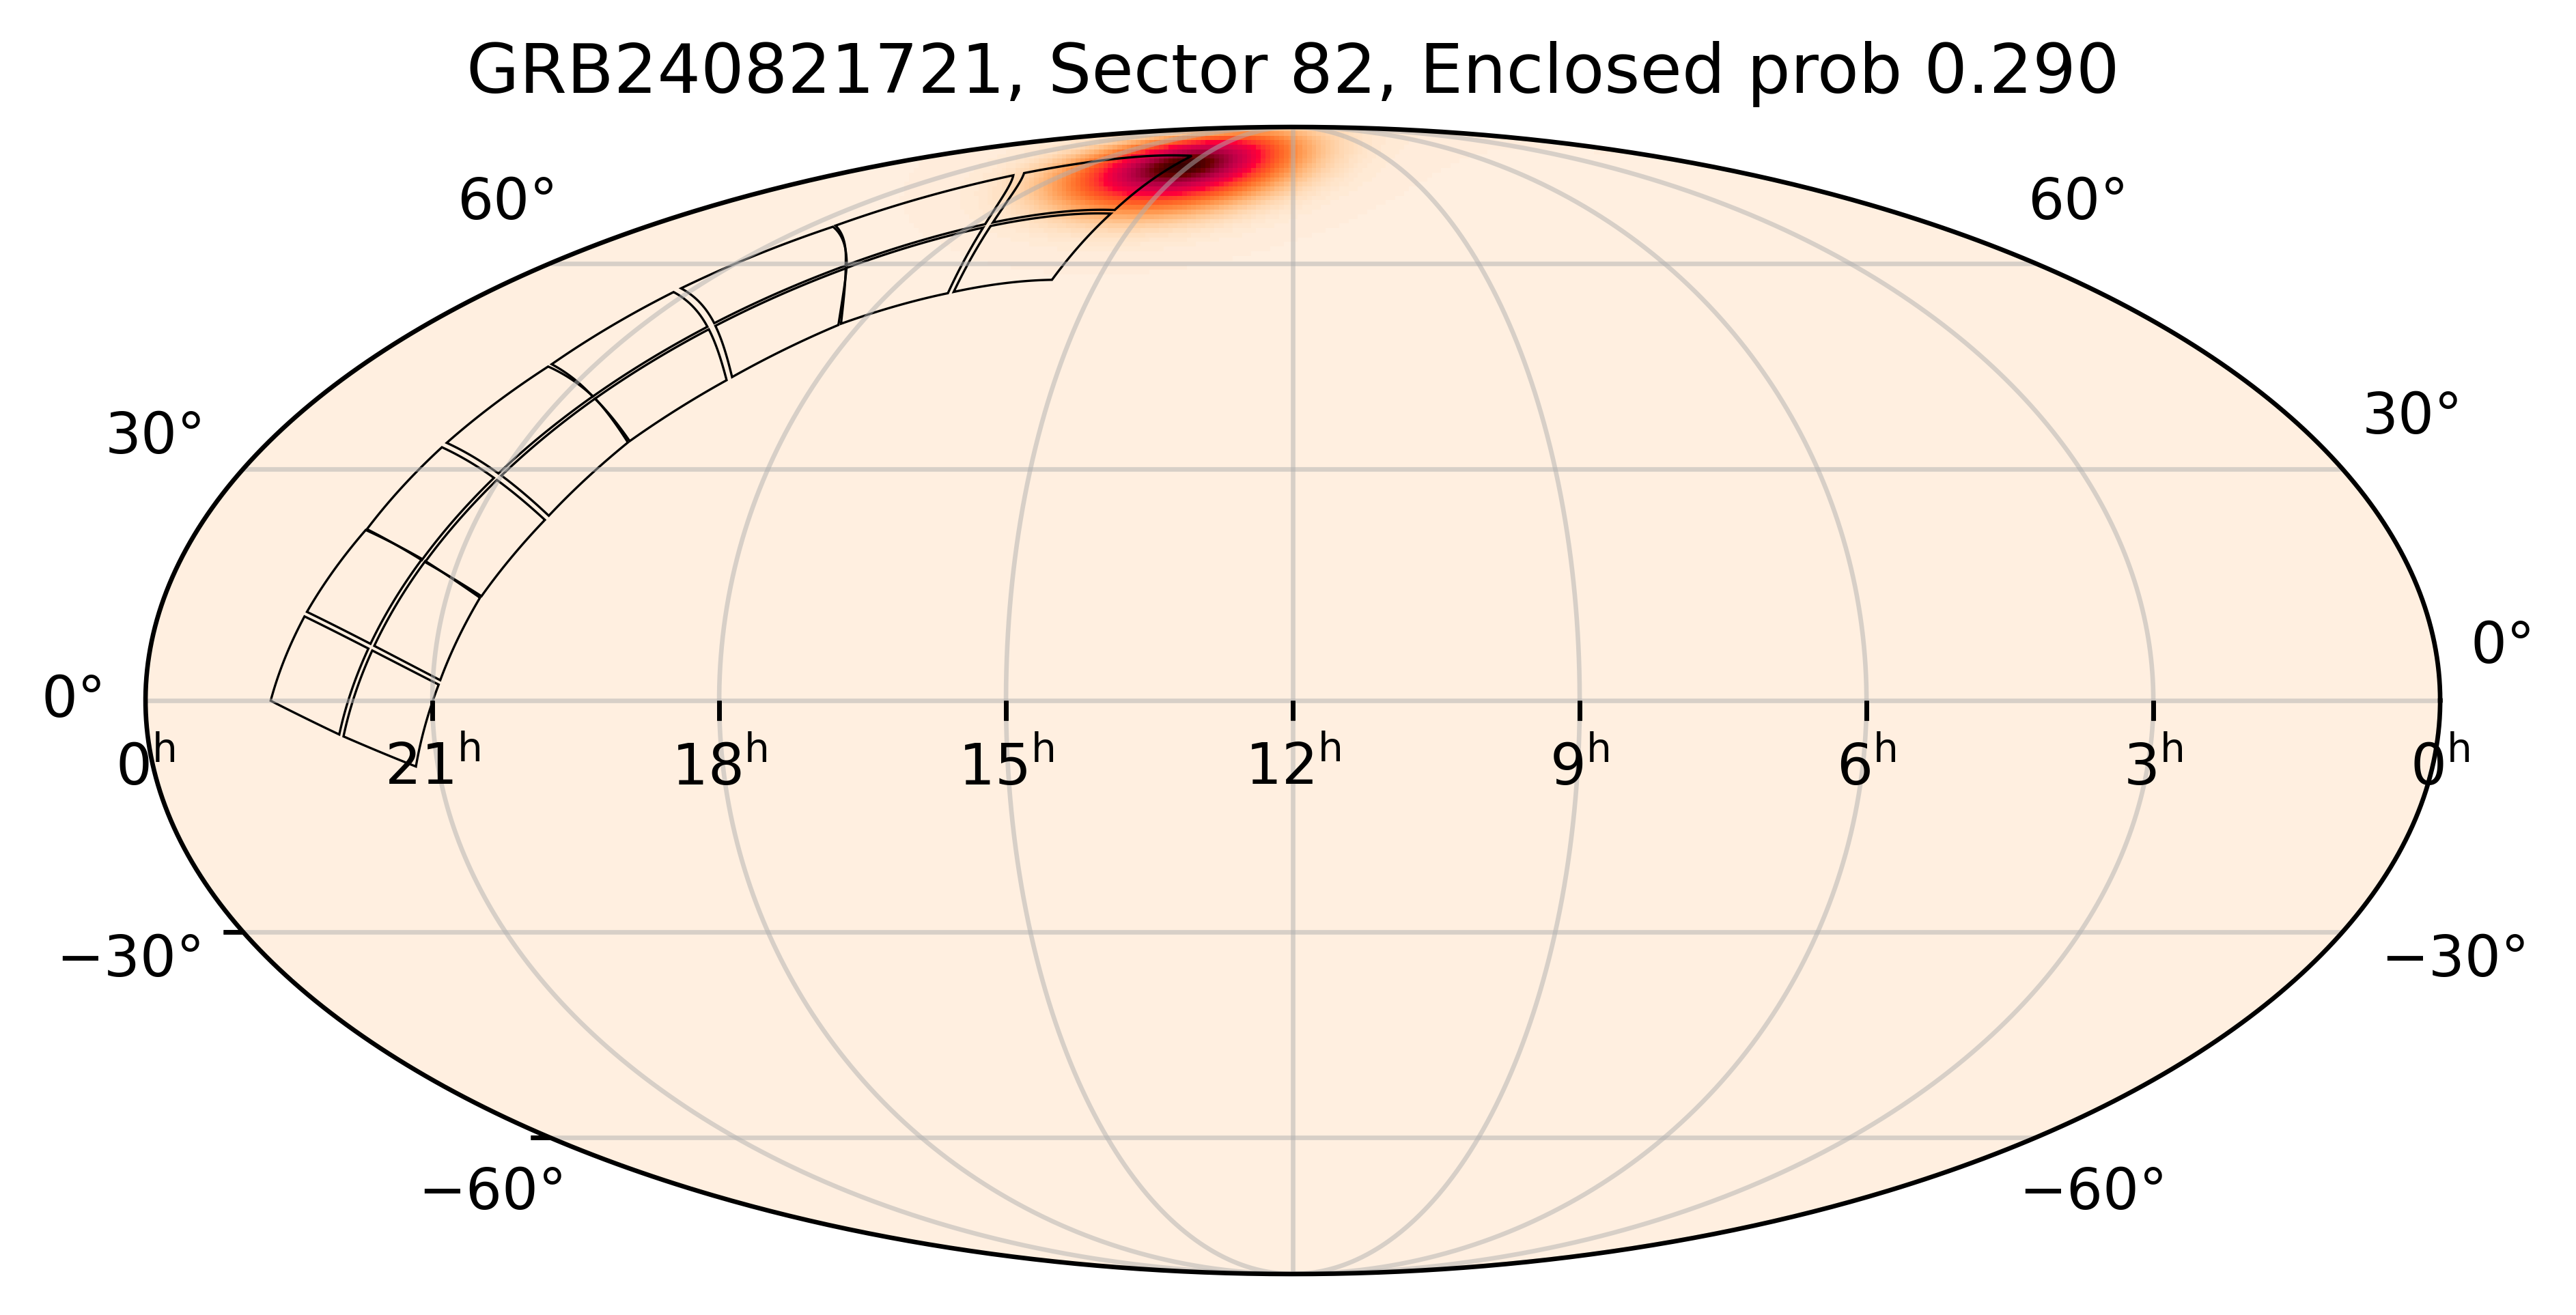 GRB240821721, Sector 82, Enclosed prob 0.290
60° 60°
30° 30°
0° 0°
0h 21h 18h 15h 12h 9h 6h 3h 0h
−30° −30°
−60° −60°